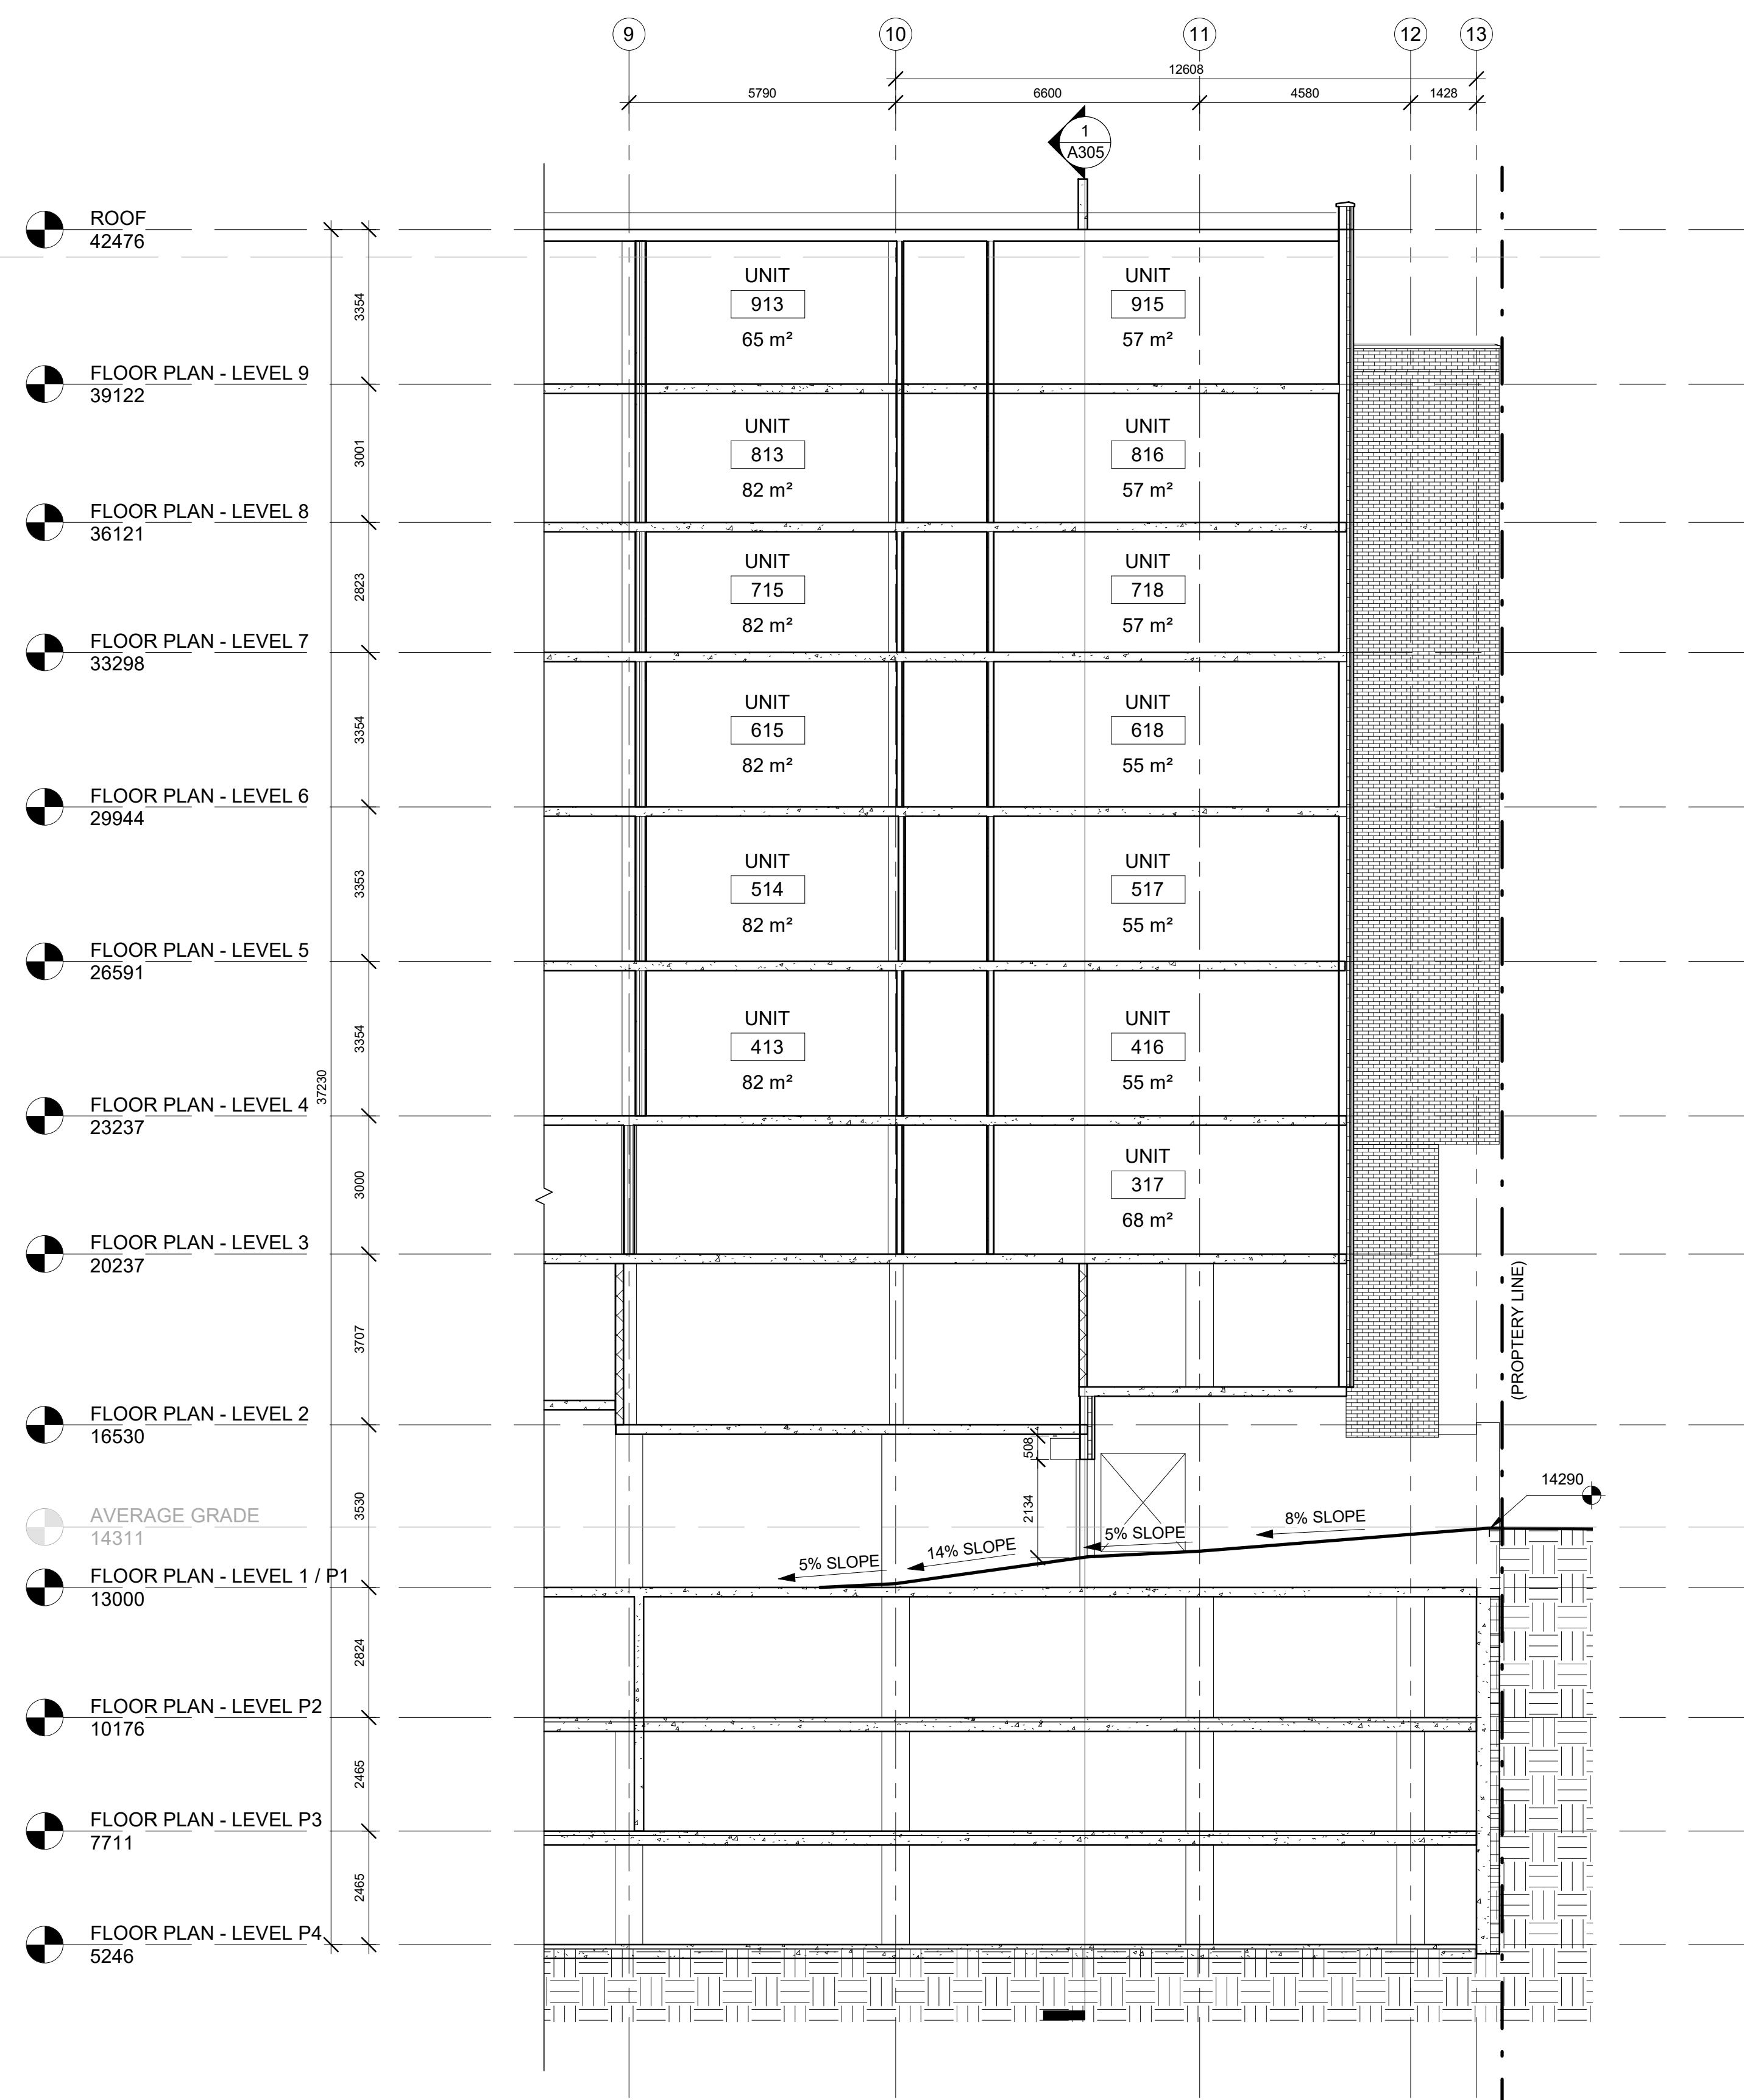 9
10
11
12
13
12608
5790
6600
4580
1428
1
A305
ROOF
42476
3354
UNIT
913
65 m²
UNIT
915
57 m²
FLOOR PLAN - LEVEL 9
39122
3001
UNIT
813
82 m²
UNIT
816
57 m²
FLOOR PLAN - LEVEL 8
36121
2823
UNIT
715
82 m²
UNIT
718
57 m²
FLOOR PLAN - LEVEL 7
33298
3354
UNIT
615
82 m²
UNIT
618
55 m²
FLOOR PLAN - LEVEL 6
29944
3353
UNIT
514
82 m²
UNIT
517
55 m²
FLOOR PLAN - LEVEL 5
26591
3354
UNIT
413
82 m²
UNIT
416
55 m²
37230
FLOOR PLAN - LEVEL 4
23237
3000
UNIT
317
68 m²
FLOOR PLAN - LEVEL 3
20237
3707
(PROPTERY LINE)
FLOOR PLAN - LEVEL 2
16530
508
3530
2134
14290
AVERAGE GRADE
14311
8% SLOPE
5% SLOPE
14% SLOPE
5% SLOPE
FLOOR PLAN - LEVEL 1 / P1
13000
2824
FLOOR PLAN - LEVEL P2
10176
2465
FLOOR PLAN - LEVEL P3
7711
2465
FLOOR PLAN - LEVEL P4
5246